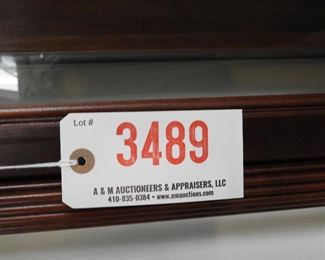 Lot #
3489
A & M AUCTIONEERS & APPRAISERS, LLC
410-835-0384 • www.amauctions.com